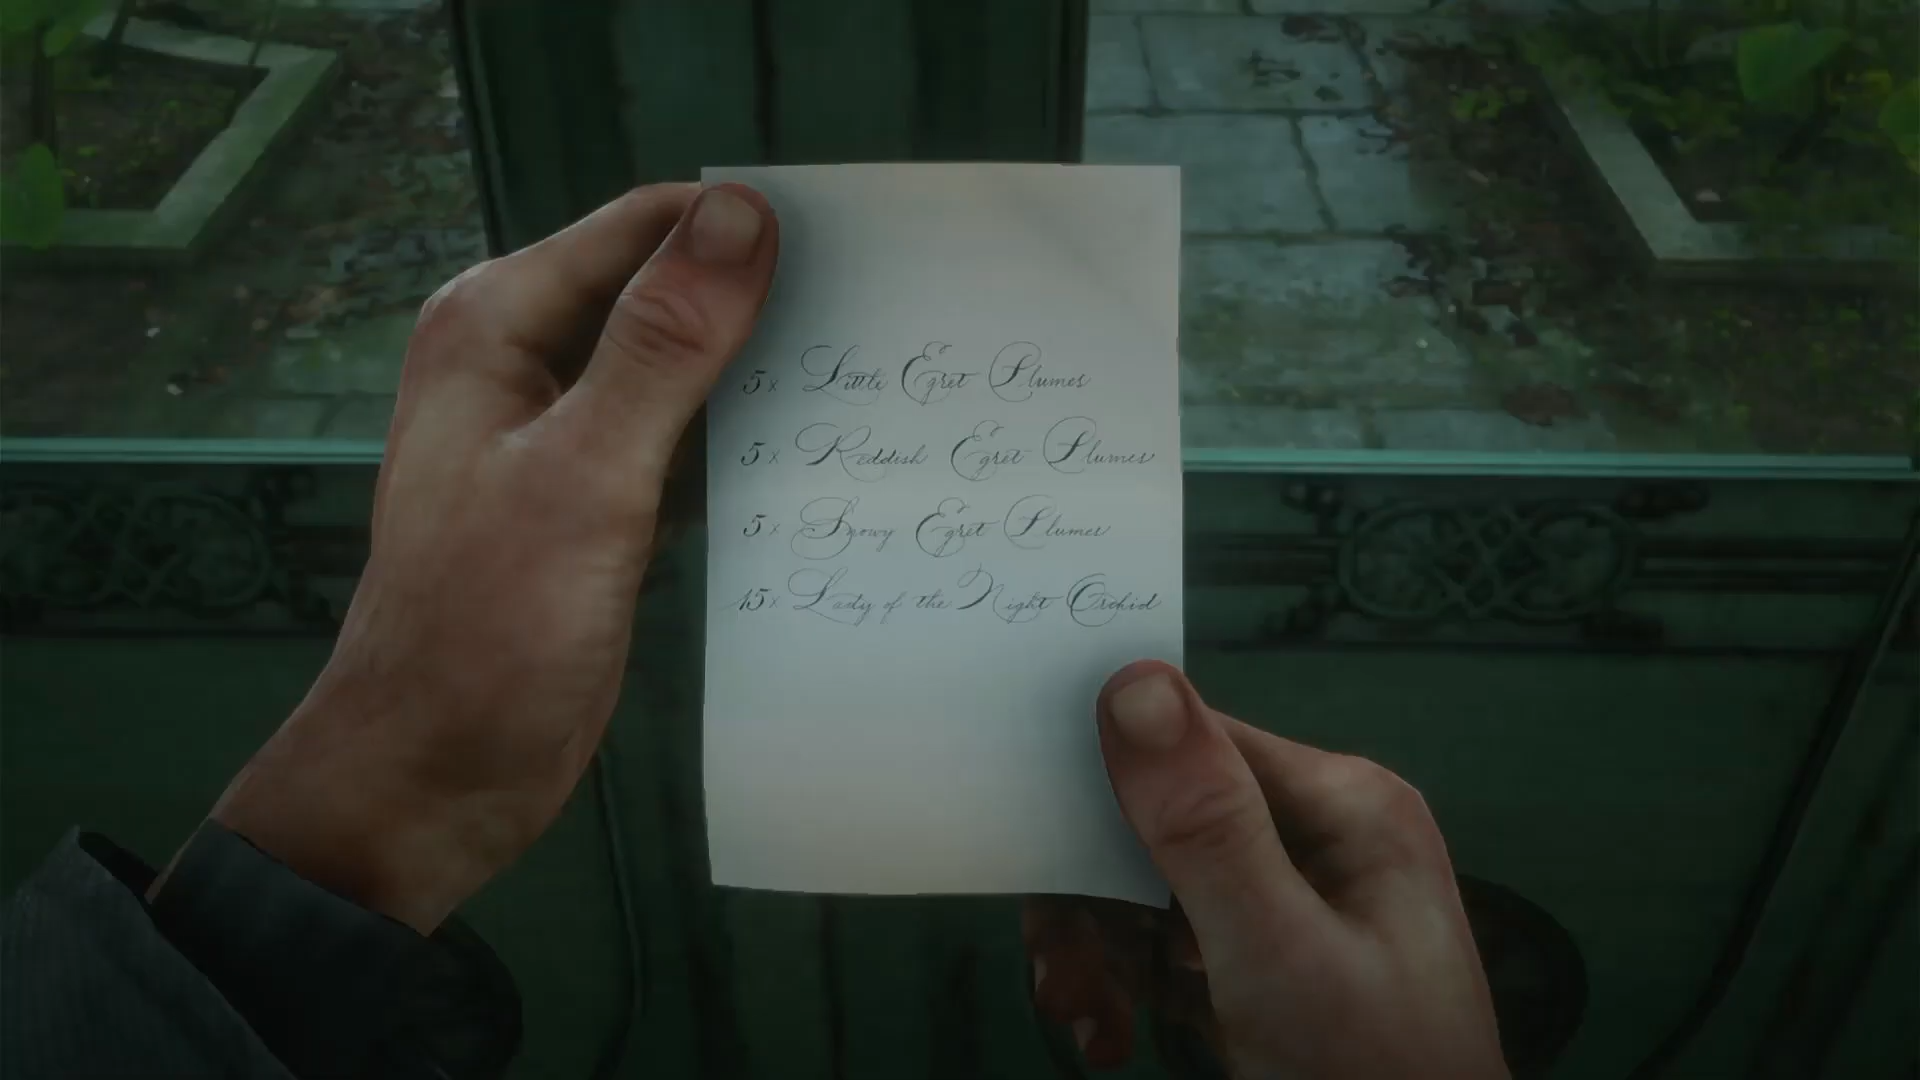 5x Little Egret Plumes
5x Reddish Egret Plumes
5x Snowy Egret Plumes
15x Lady of the Night Orchid